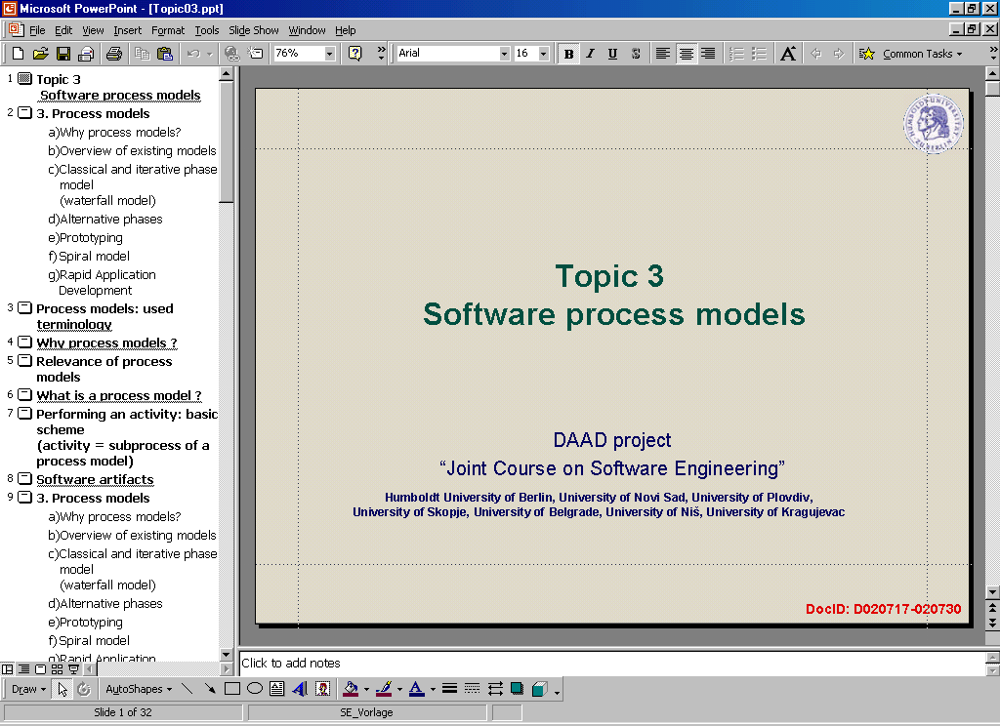 Microsoft PowerPoint - [Topic03.ppt]
File Edit View Insert Format Tools Slide Show Window Help
76% Arial 16 B I U S A Common Tasks
1 Topic 3
Software process models
2 3. Process models
a)Why process models?
b)Overview of existing models
c)Classical and iterative phase
model
(waterfall model)
d)Alternative phases
e)Prototyping
f)Spiral model
g)Rapid Application
Development
3 Process models: used
terminology
4 Why process models ?
5 Relevance of process
models
6 What is a process model ?
7 Performing an activity: basic
scheme
(activity = subprocess of a
process model)
8 Software artifacts
9 3. Process models
a)Why process models?
b)Overview of existing models
c)Classical and iterative phase
model
(waterfall model)
d)Alternative phases
e)Prototyping
f)Spiral model
g)Rapid Application
HUMBOLDT-UNIVERSITÄT ZU BERLIN
Topic 3
Software process models
DAAD project
“Joint Course on Software Engineering”
Humboldt University of Berlin, University of Novi Sad, University of Plovdiv,
University of Skopje, University of Belgrade, University of Niš, University of Kragujevac
DocID: D020717-020730
Click to add notes
Draw AutoShapes A A
Slide 1 of 32 SE_Vorlage